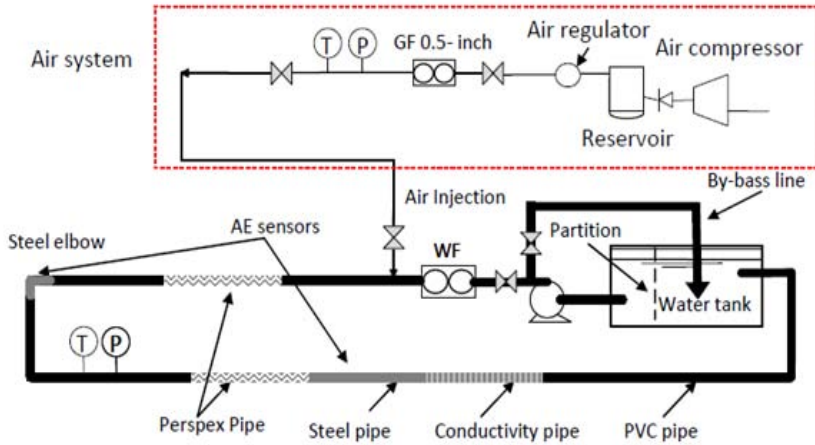 Air system
T
P
GF 0.5- inch
Air regulator
Air compressor
Reservoir
By-bass line
Air Injection
Partition
Steel elbow
AE sensors
WF
Water tank
T
P
Perspex Pipe
Steel pipe
Conductivity pipe
PVC pipe